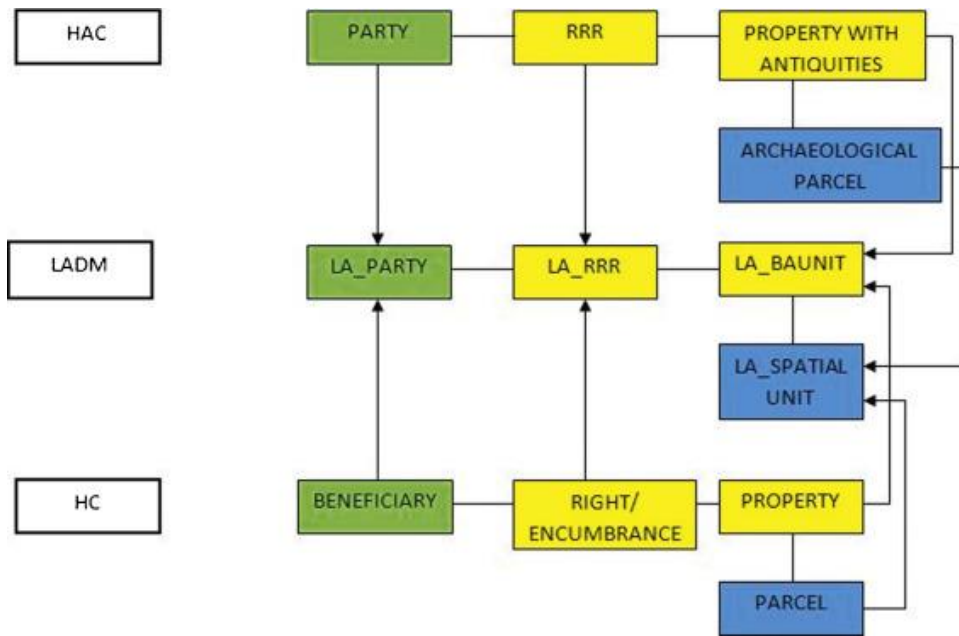 HAC
PARTY
RRR
PROPERTY WITH
ANTIQUITIES
ARCHAEOLOGICAL
PARCEL
LADM
LA_PARTY
LA_RRR
LA_BAUNIT
LA_SPATIAL
UNIT
HC
BENEFICIARY
RIGHT/
ENCUMBRANCE
PROPERTY
PARCEL